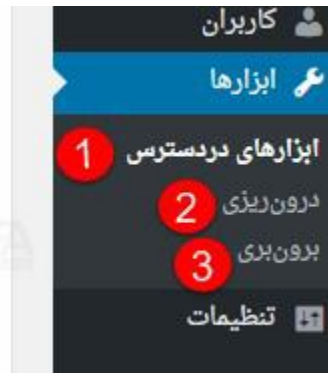 کاربران
ابزارها
ابزارهای دردسترس 1
درون‌ریزی 2
برون‌بری 3
تنظیمات